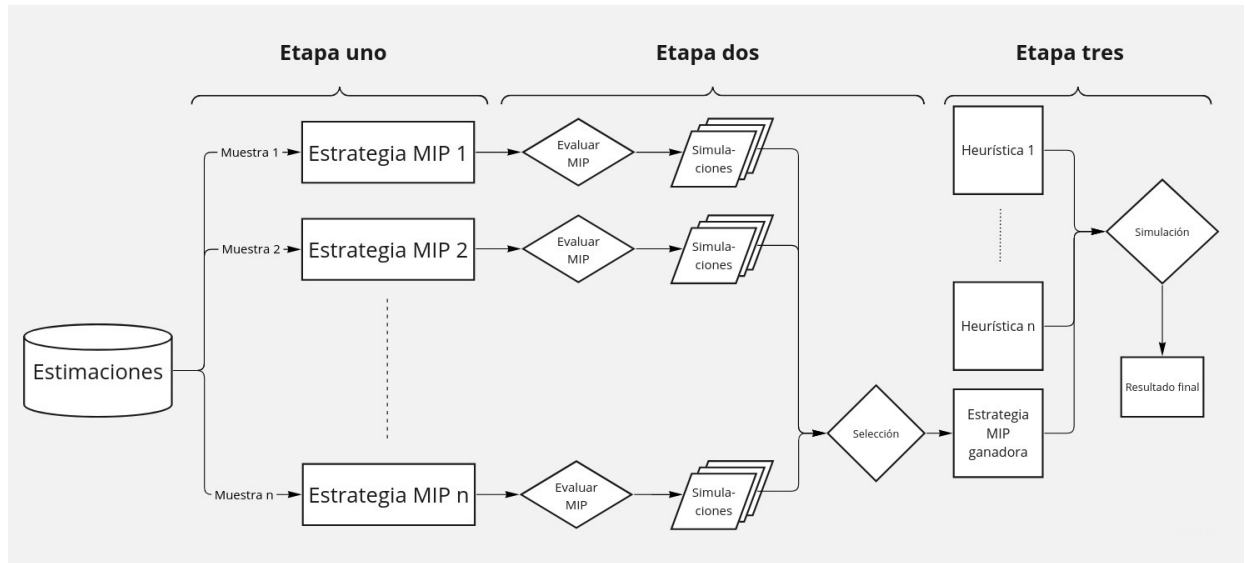 Etapa uno
Etapa dos
Etapa tres
Muestra 1
Estrategia MIP 1
Evaluar
MIP
Simula-
ciones
Heurística 1
Muestra 2
Estrategia MIP 2
Evaluar
MIP
Simula-
ciones
Simulación
Heurística n
Estimaciones
Resultado final
Selección
Estrategia
MIP
ganadora
Muestra n
Estrategia MIP n
Evaluar
MIP
Simula-
ciones